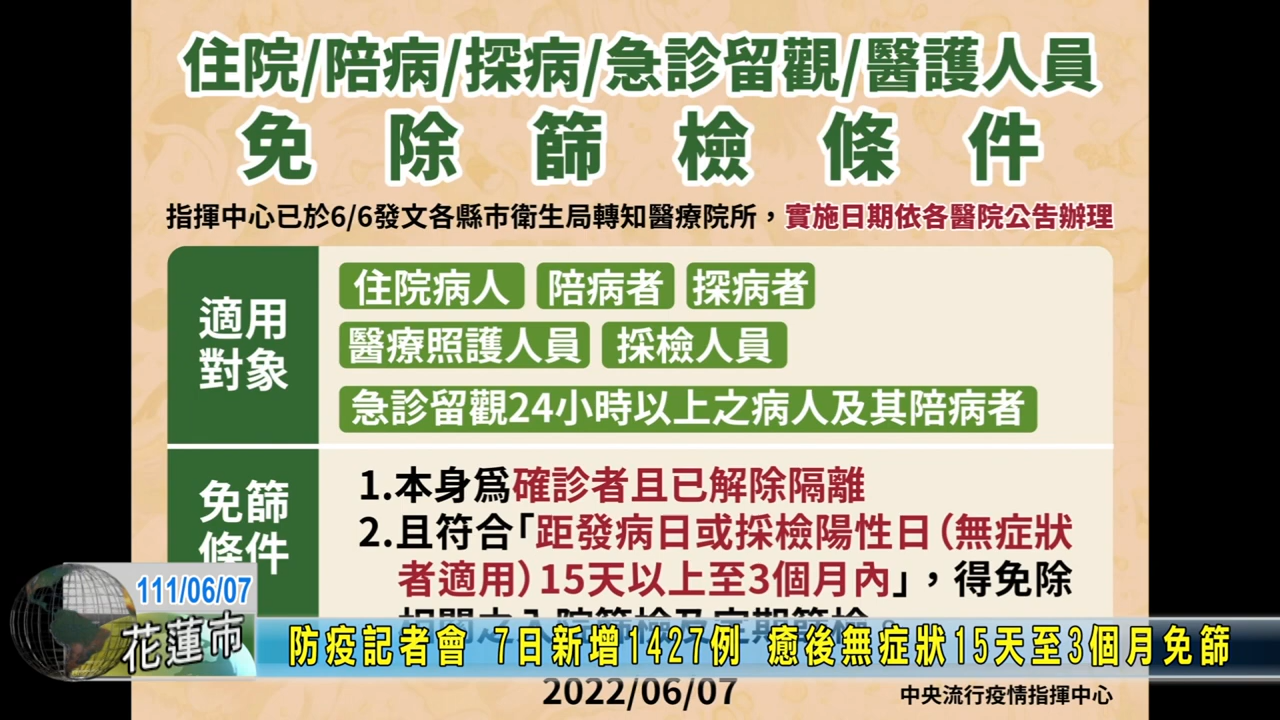 住院/陪病/探病/急診留觀/醫護人員
免除篩檢條件
指揮中心已於6/6發文各縣市衛生局轉知醫療院所，實施日期依各醫院公告辦理
適用
對象
住院病人 陪病者 探病者
醫療照護人員 採檢人員
急診留觀24小時以上之病人及其陪病者
免篩
條件
1.本身為確診者且已解除隔離
2.且符合「距發病日或採檢陽性日（無症狀
者適用）15天以上至3個月內」，得免除
111/06/07
花蓮市
防疫記者會 7日新增1427例 癒後無症狀15天至3個月免篩
2022/06/07
中央流行疫情指揮中心